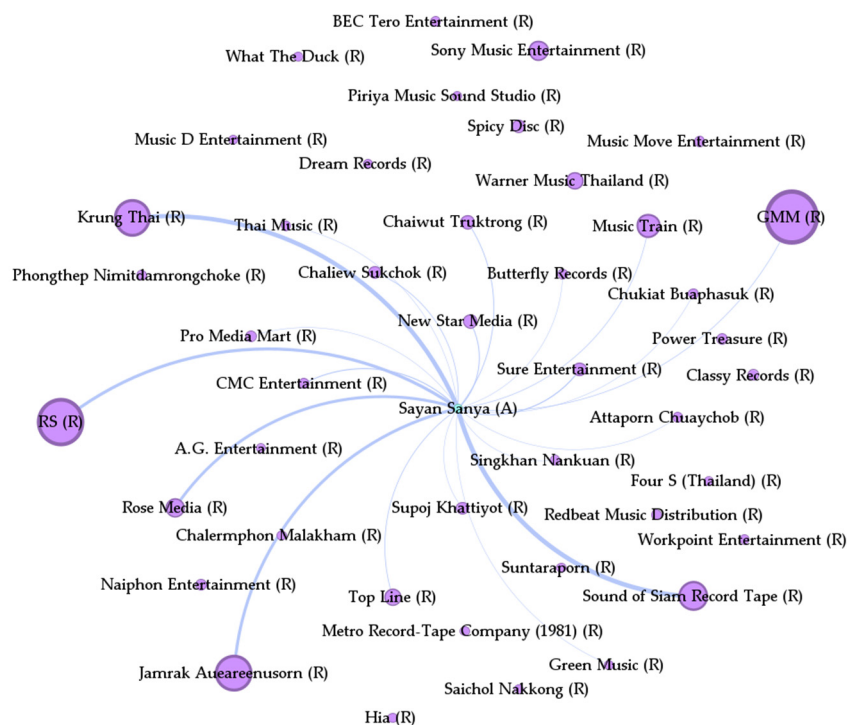 BEC Tero Entertainment (R)
Sony Music Entertainment (R)
What The Duck (R)
Piriya Music Sound Studio (R)
Spicy Disc (R)
Music D Entertainment (R)
Music Move Entertainment (R)
Dream Records (R)
Warner Music Thailand (R)
Krung Thai (R)
GMM (R)
Thai Music (R)
Chaiwut Truktrong (R)
Music Train (R)
Phongthep Nimitdamrongchoke (R)
Chaliew Sukchok (R)
Butterfly Records (R)
Chukiat Buaphasuk (R)
New Star Media (R)
Pro Media Mart (R)
Power Treasure (R)
Sure Entertainment (R)
Classy Records (R)
CMC Entertainment (R)
Sayan Sanya (A)
Attaporn Chuaychob (R)
RS (R)
A.G. Entertainment (R)
Singkhan Nankuan (R)
Four S (Thailand) (R)
Rose Media (R)
Supoj Khattiyot (R)
Redbeat Music Distribution (R)
Chalermphon Malakham (R)
Workpoint Entertainment (R)
Suntaraporn (R)
Naiphon Entertainment (R)
Top Line (R)
Sound of Siam Record Tape (R)
Metro Record-Tape Company (1981) (R)
Green Music (R)
Jamrak Aueareenusorn (R)
Saichol Nakkong (R)
Hia (R)